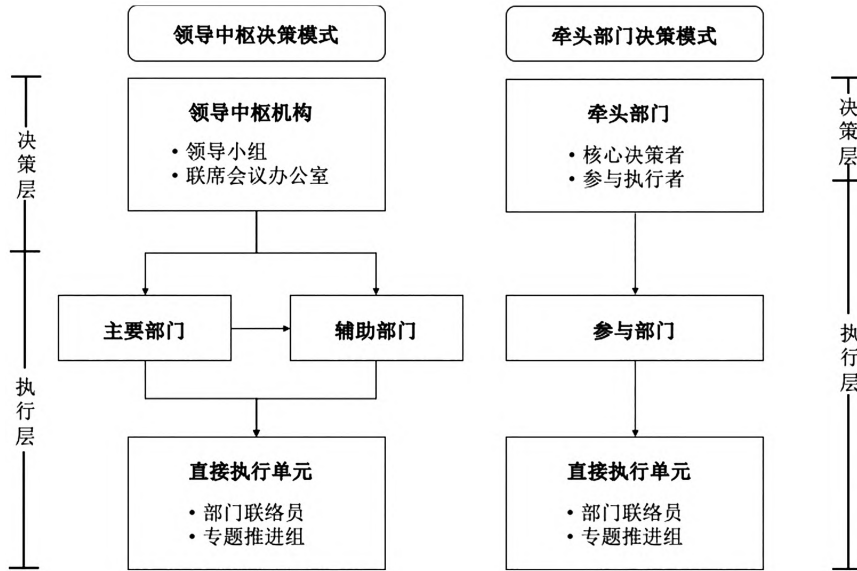 领导中枢决策模式
牵头部门决策模式
决策层
领导中枢机构
• 领导小组
• 联席会议办公室
牵头部门
• 核心决策者
• 参与执行者
决策层
执行层
主要部门
辅助部门
参与部门
执行层
直接执行单元
• 部门联络员
• 专题推进组
直接执行单元
• 部门联络员
• 专题推进组